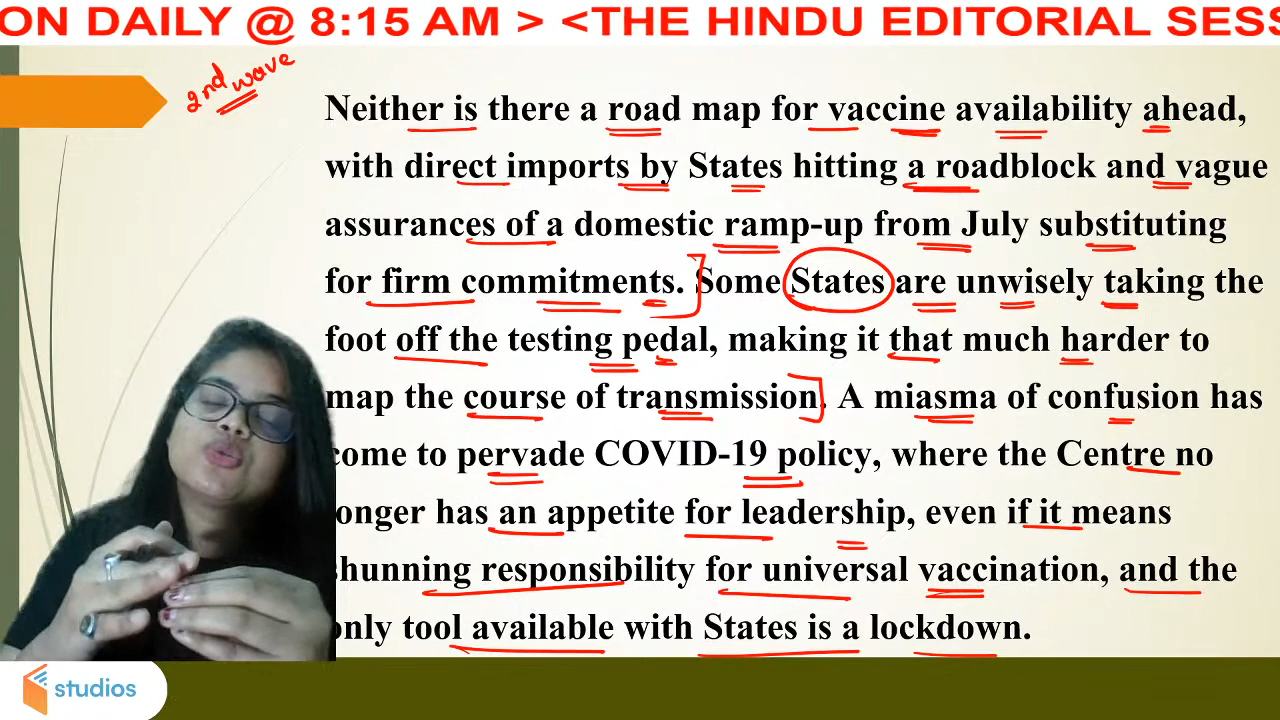 ON DAILY @ 8:15 AM > <THE HINDU EDITORIAL SESS
2nd wave
Neither is there a road map for vaccine availability ahead,
with direct imports by States hitting a roadblock and vague
assurances of a domestic ramp-up from July substituting
for firm commitments. Some States are unwisely taking the
foot off the testing pedal, making it that much harder to
map the course of transmission. A miasma of confusion has
come to pervade COVID-19 policy, where the Centre no
longer has an appetite for leadership, even if it means
shunning responsibility for universal vaccination, and the
only tool available with States is a lockdown.
studios